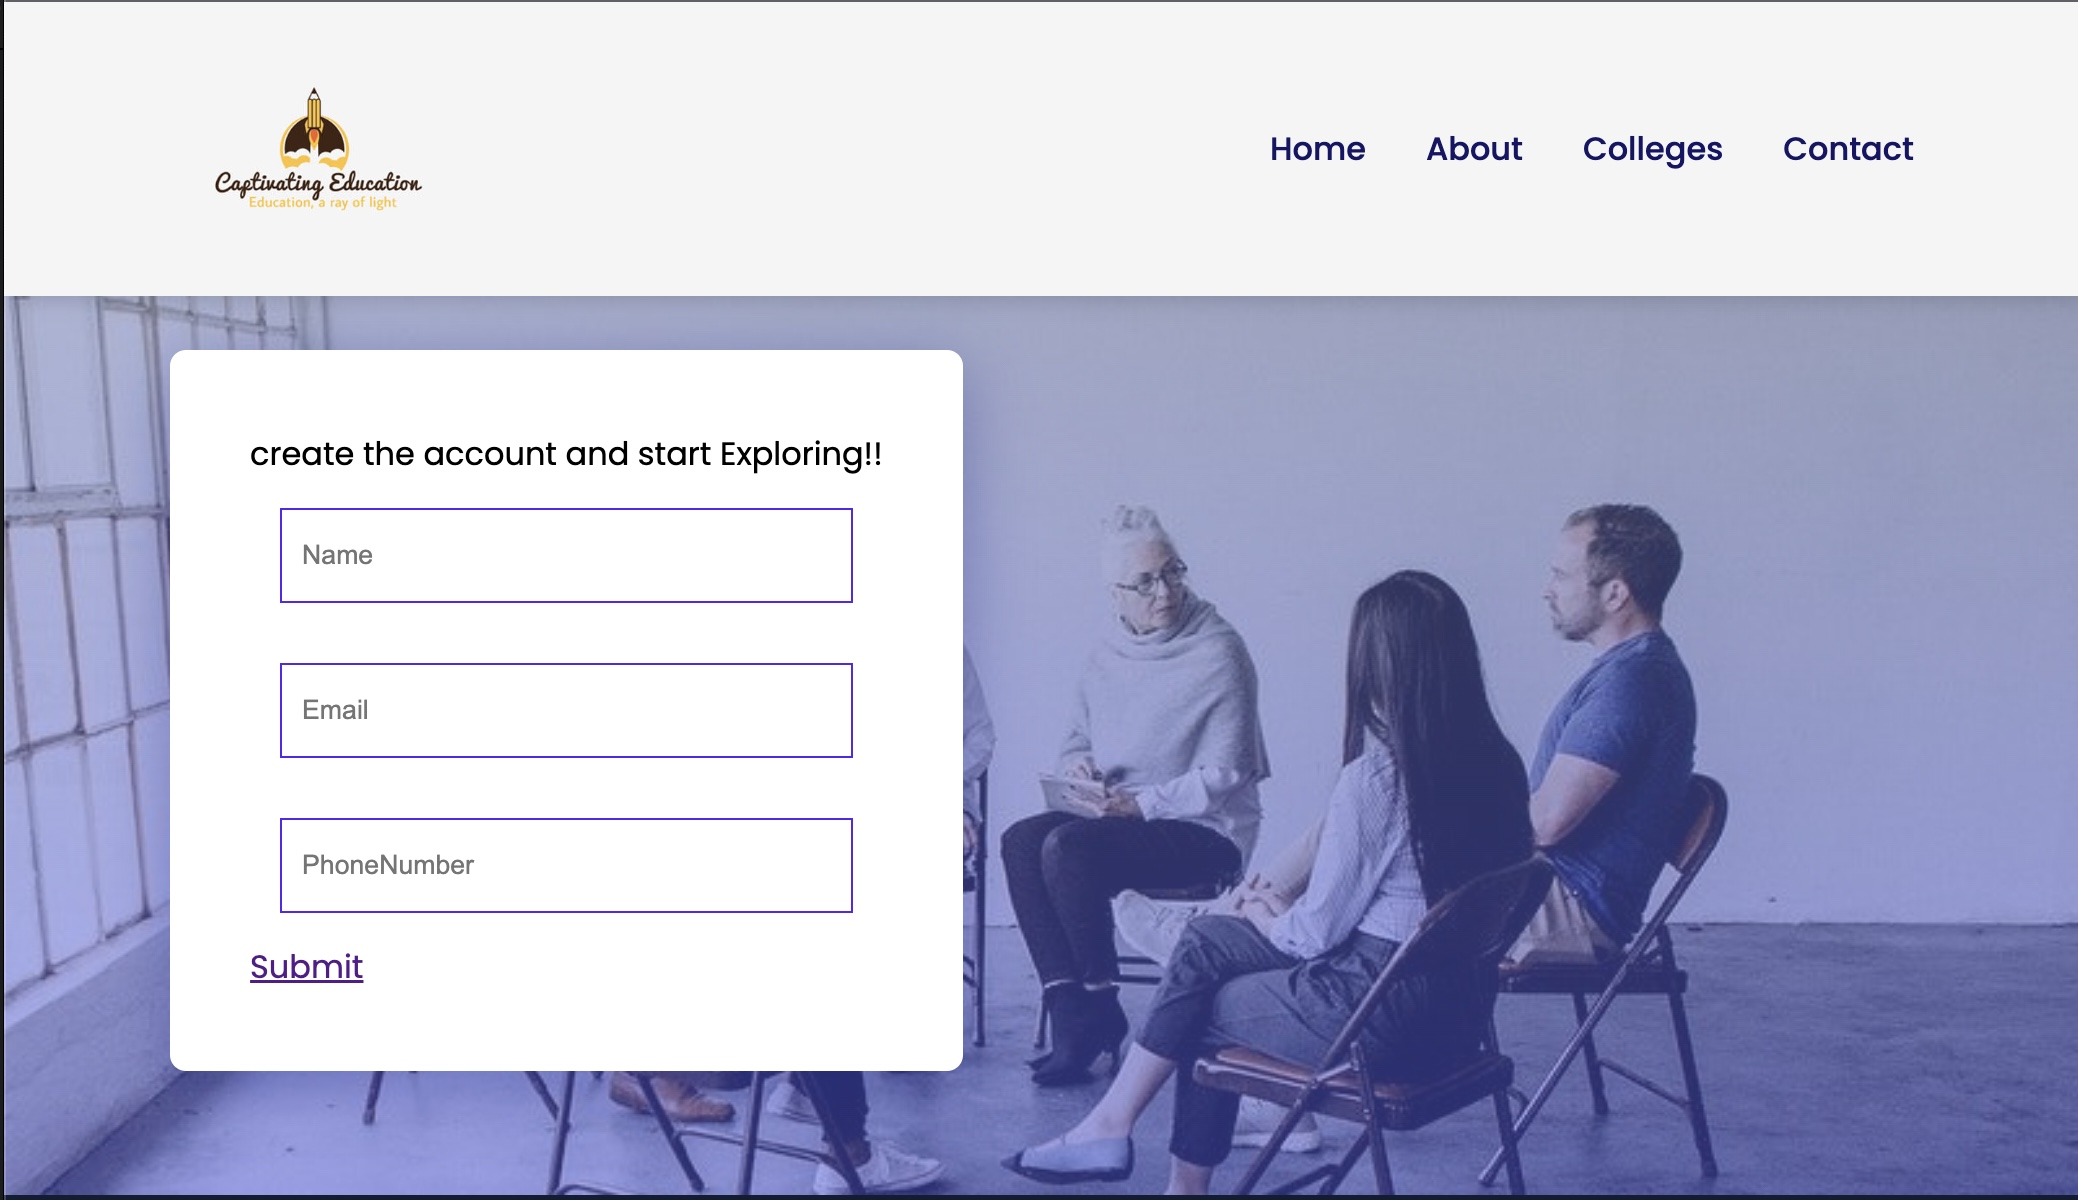 Captivating Education
Education, a ray of light
Home About Colleges Contact
create the account and start Exploring!!
Name
Email
PhoneNumber
Submit